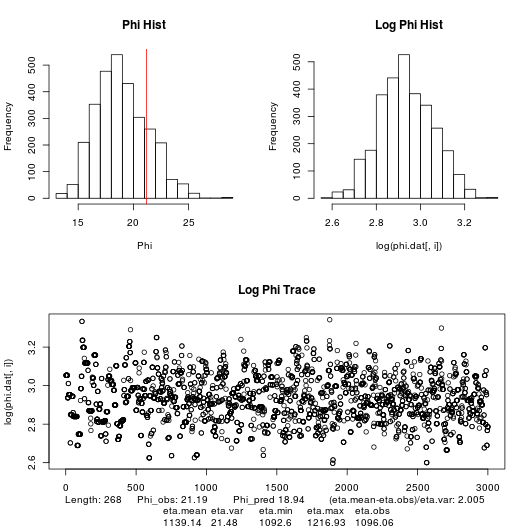 Phi Hist
Log Phi Hist
Frequency
0 100 200 300 400 500
15 20 25
Phi
Frequency
0 100 200 300 400 500
2.6 2.8 3.0 3.2
log(phi.dat[, i])
Log Phi Trace
log(phi.dat[, i])
2.6 2.8 3.0 3.2
0 500 1000 1500 2000 2500 3000
Length: 268 Phi_obs: 21.19 Phi_pred 18.94 (eta.mean-eta.obs)/eta.var: 2.005
eta.mean eta.var eta.min eta.max eta.obs
1139.14 21.48 1092.6 1216.93 1096.06